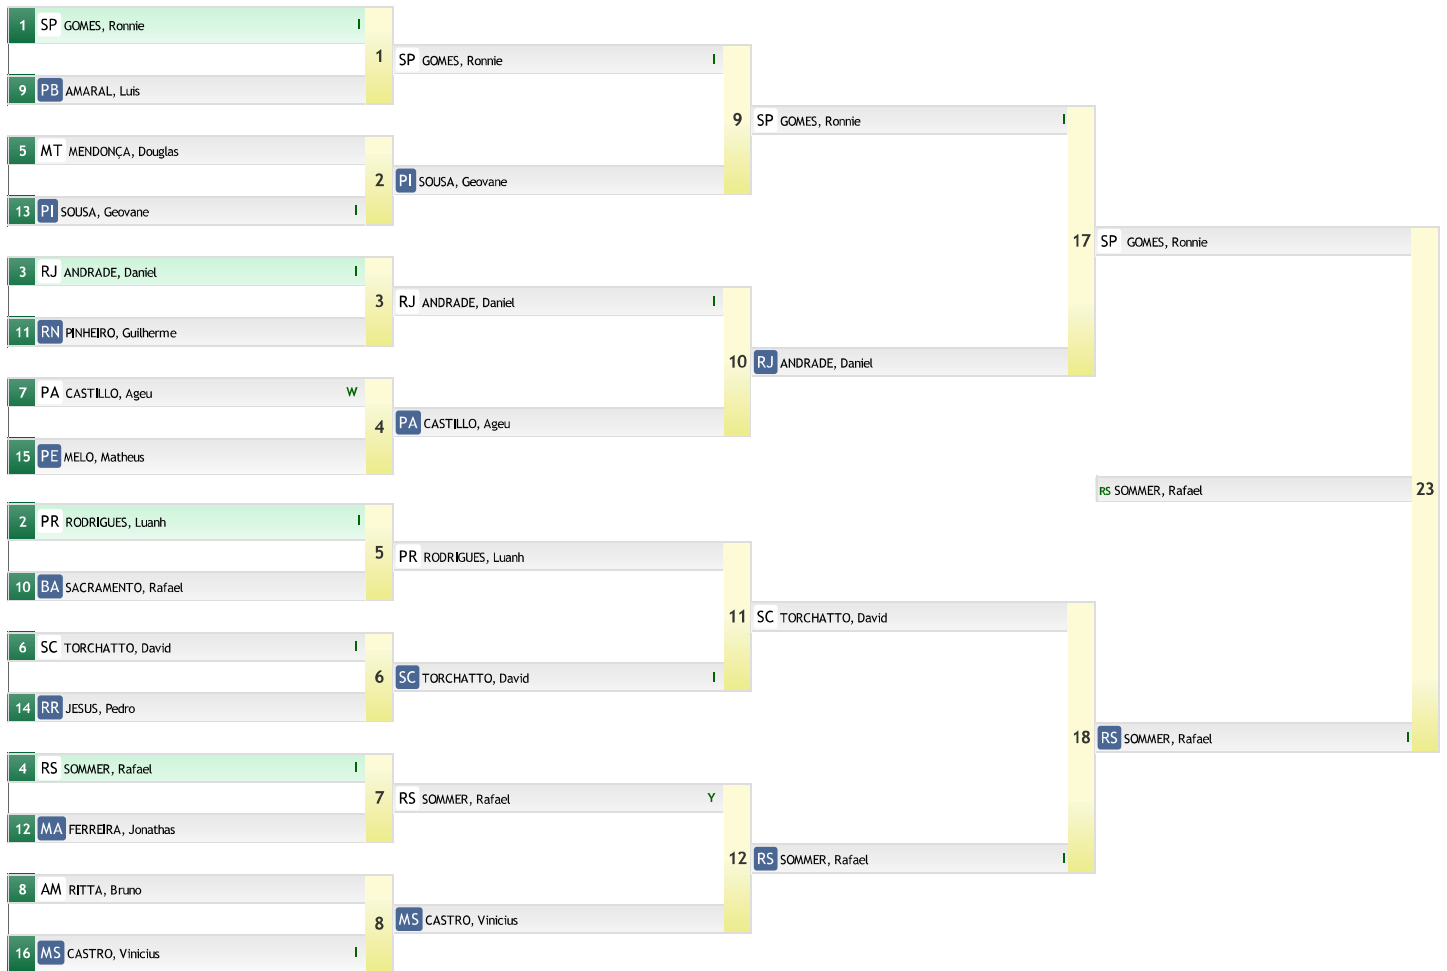 1 SP GOMES, Ronnie I
9 PB AMARAL, Luis
1
5 MT MENDONÇA, Douglas
13 PI SOUSA, Geovane I
2
3 RJ ANDRADE, Daniel I
11 RN PINHEIRO, Guilherme
3
7 PA CASTILLO, Ageu W
15 PE MELO, Matheus
4
2 PR RODRIGUES, Luanh I
10 BA SACRAMENTO, Rafael
5
6 SC TORCHATTO, David I
14 RR JESUS, Pedro
6
4 RS SOMMER, Rafael I
12 MA FERREIRA, Jonathas
7
8 AM RITTA, Bruno
16 MS CASTRO, Vinicius I
8
SP GOMES, Ronnie I
PI SOUSA, Geovane
9
RJ ANDRADE, Daniel I
PA CASTILLO, Ageu
10
PR RODRIGUES, Luanh
SC TORCHATTO, David I
11
RS SOMMER, Rafael Y
MS CASTRO, Vinicius
12
SP GOMES, Ronnie I
RJ ANDRADE, Daniel
17
SC TORCHATTO, David
RS SOMMER, Rafael I
18
SP GOMES, Ronnie
RS SOMMER, Rafael
23
RS SOMMER, Rafael I